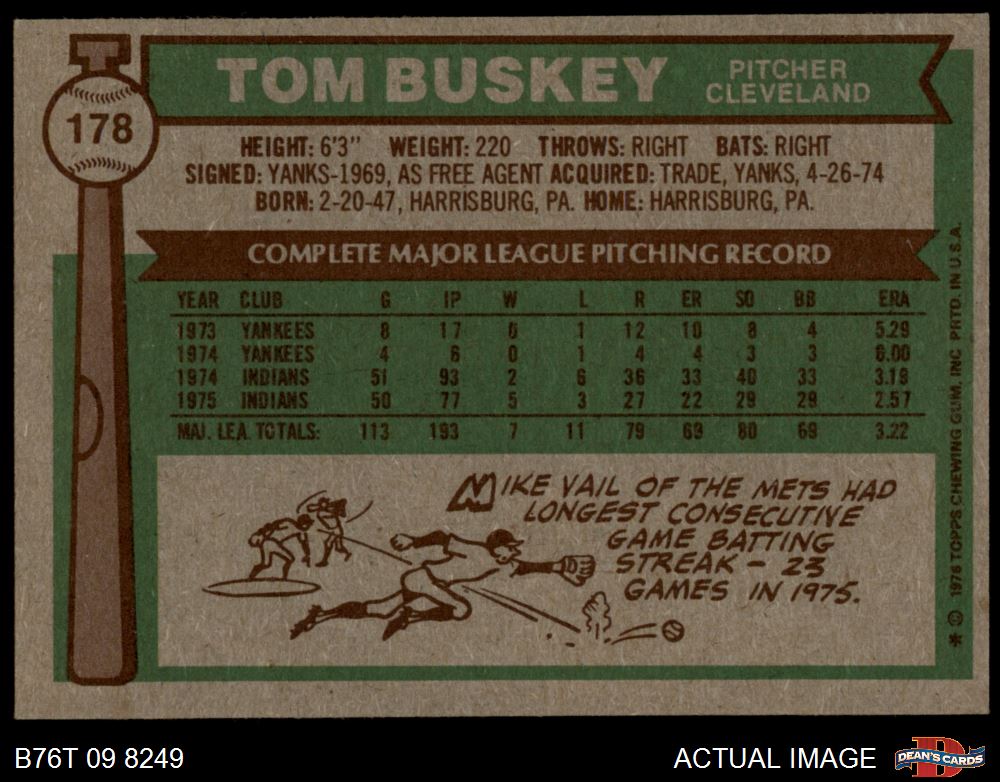 TOM BUSKEY
PITCHER
CLEVELAND
178
HEIGHT: 6'3" WEIGHT: 220 THROWS: RIGHT BATS: RIGHT
SIGNED: YANKS-1969, AS FREE AGENT ACQUIRED: TRADE, YANKS, 4-26-74
BORN: 2-20-47, HARRISBURG, PA. HOME: HARRISBURG, PA.
COMPLETE MAJOR LEAGUE PITCHING RECORD
YEAR CLUB G IP W L R ER SO BB ERA
1973 YANKEES 8 17 0 1 12 10 8 4 5.29
1974 YANKEES 4 6 0 1 4 4 3 3 6.00
1974 INDIANS 51 93 2 6 36 33 40 33 3.19
1975 INDIANS 50 77 5 3 27 22 29 29 2.57
MAJ. LEA. TOTALS: 113 193 7 11 79 69 80 69 3.22
MIKE VAIL OF THE METS HAD
LONGEST CONSECUTIVE
GAME BATTING
STREAK - 23
GAMES IN 1975.
* © 1976 TOPPS CHEWING GUM, INC PRTD. IN U.S.A.
B76T 09 8249
ACTUAL IMAGE
D
DEAN'S CARDS